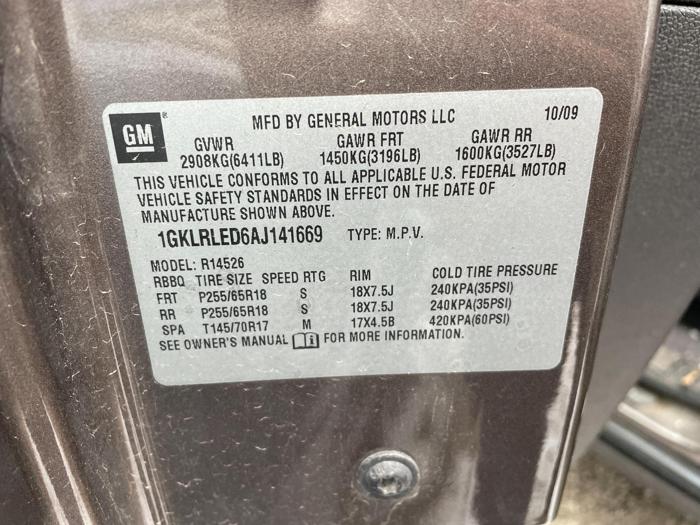 GM ®
MFD BY GENERAL MOTORS LLC 10/09
GVWR GAWR FRT GAWR RR
2908KG(6411LB) 1450KG(3196LB) 1600KG(3527LB)
THIS VEHICLE CONFORMS TO ALL APPLICABLE U.S. FEDERAL MOTOR
VEHICLE SAFETY STANDARDS IN EFFECT ON THE DATE OF
MANUFACTURE SHOWN ABOVE.
1GKLRLED6AJ141669 TYPE: M.P.V.
MODEL: R14526
RBBQ TIRE SIZE SPEED RTG RIM COLD TIRE PRESSURE
FRT P255/65R18 S 18X7.5J 240KPA(35PSI)
RR P255/65R18 S 18X7.5J 240KPA(35PSI)
SPA T145/70R17 M 17X4.5B 420KPA(60PSI)
SEE OWNER'S MANUAL FOR MORE INFORMATION.